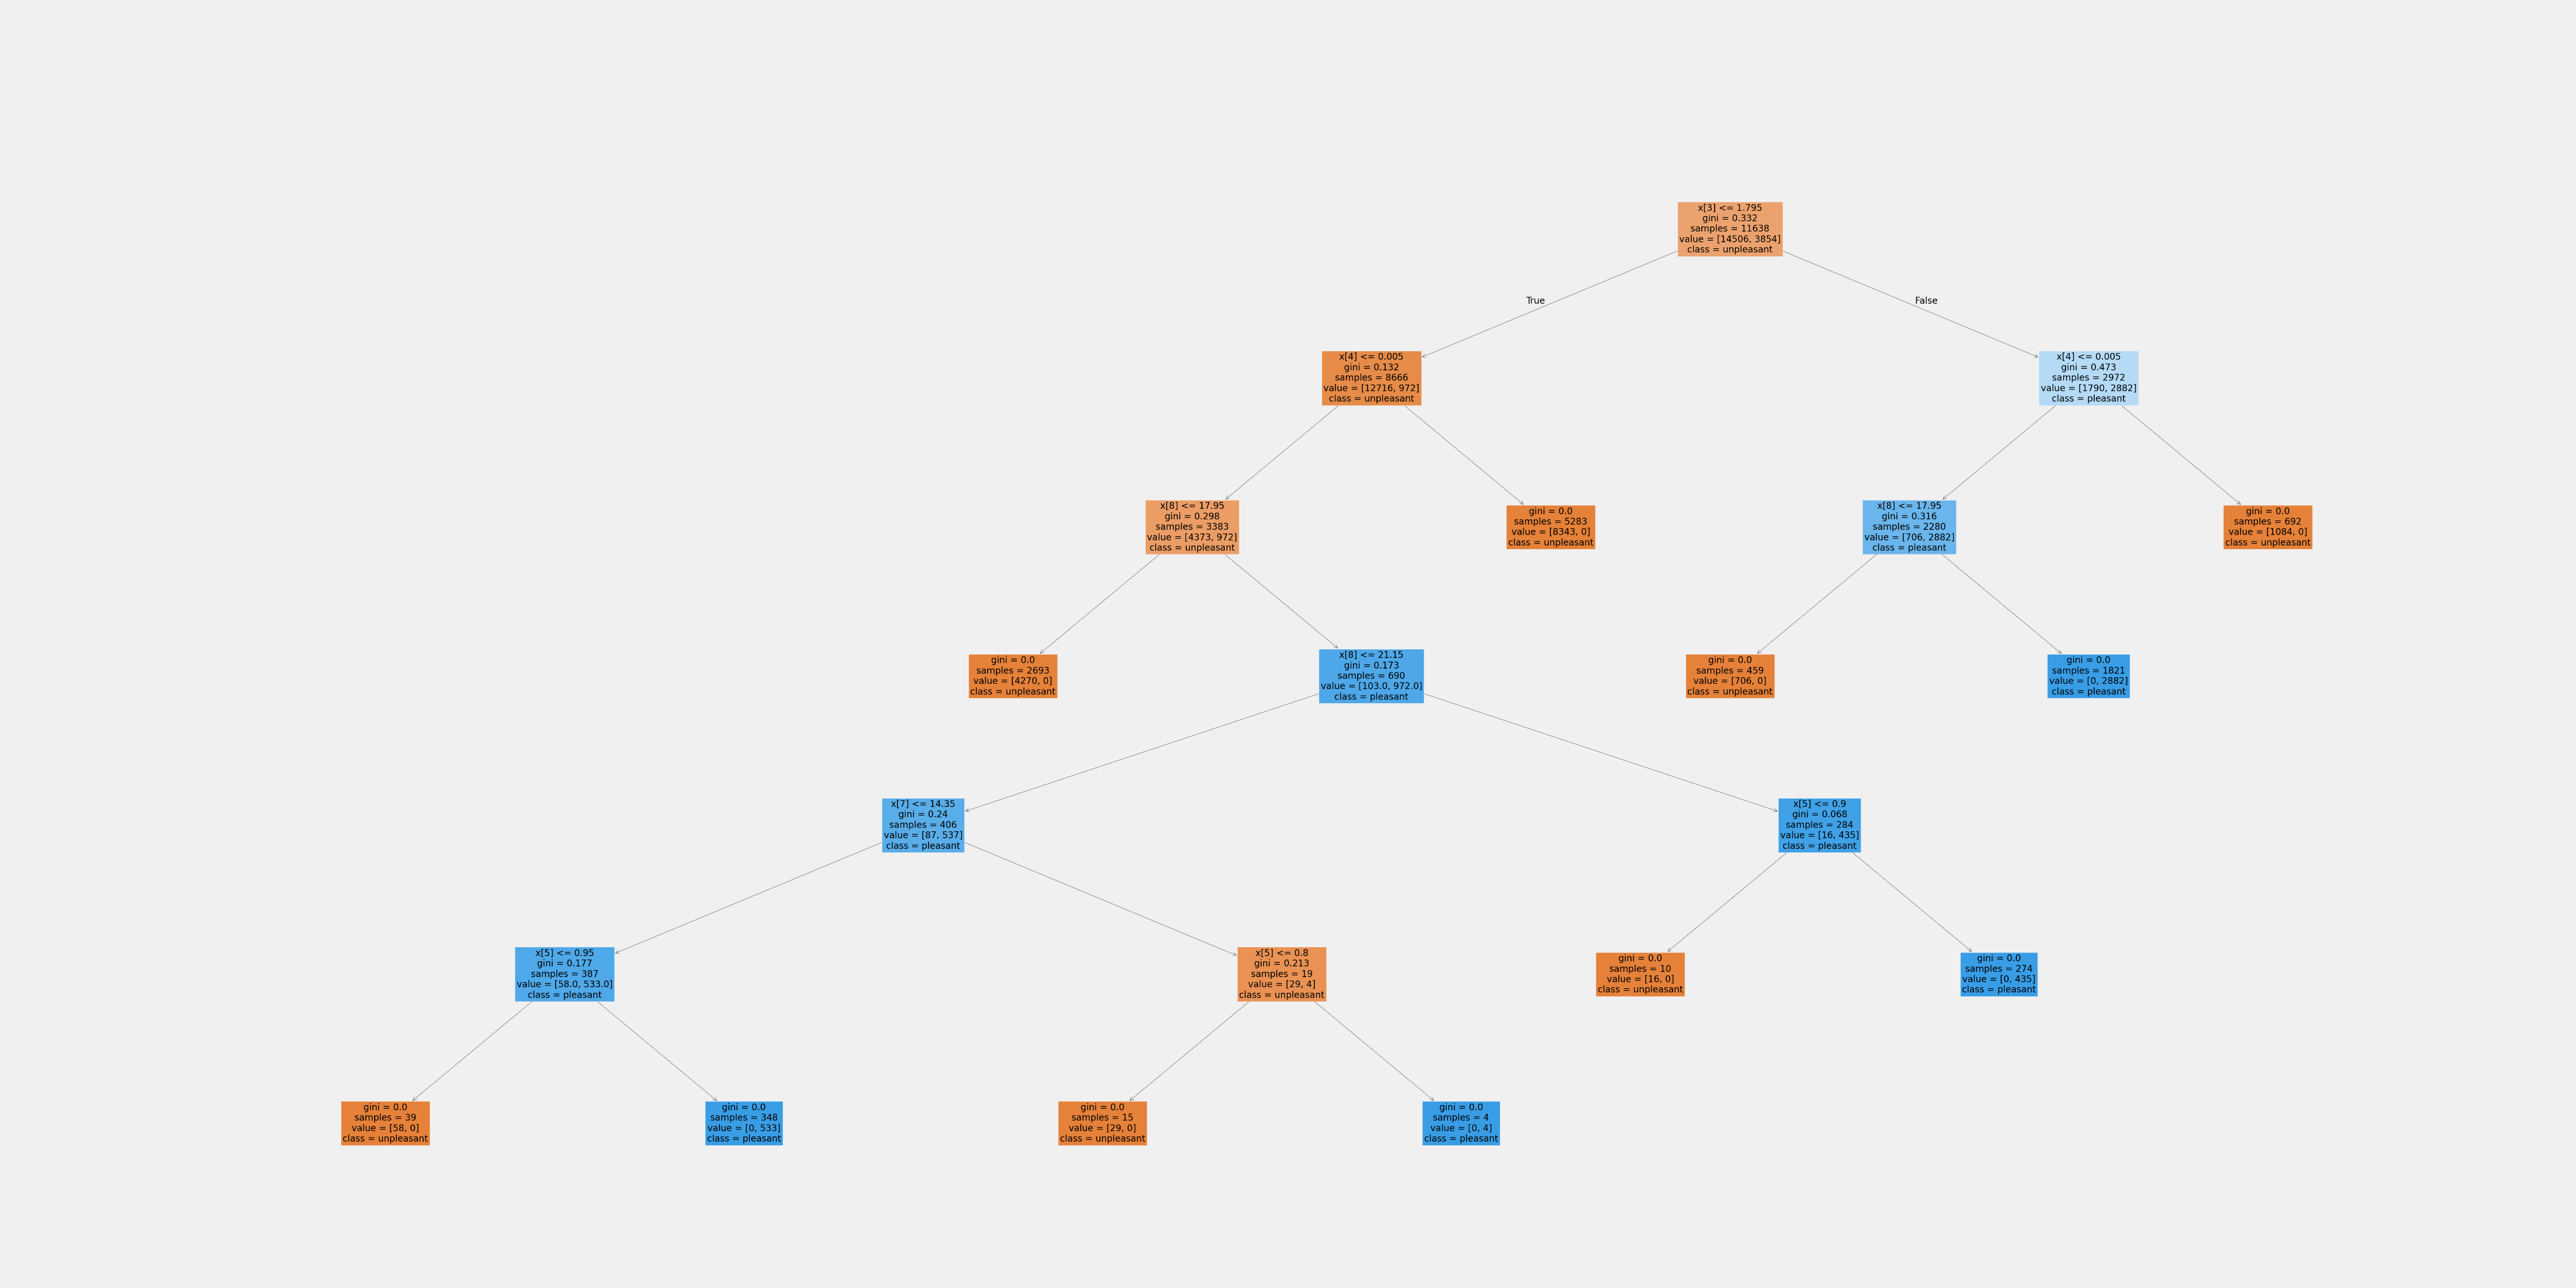 x[3] <= 1.795
gini = 0.332
samples = 11638
value = [14506, 3854]
class = unpleasant
True
False
x[4] <= 0.005
gini = 0.132
samples = 8666
value = [12716, 972]
class = unpleasant
x[4] <= 0.005
gini = 0.473
samples = 2972
value = [1790, 2882]
class = pleasant
x[8] <= 17.95
gini = 0.298
samples = 3383
value = [4373, 972]
class = unpleasant
gini = 0.0
samples = 5283
value = [8343, 0]
class = unpleasant
x[8] <= 17.95
gini = 0.316
samples = 2280
value = [706, 2882]
class = pleasant
gini = 0.0
samples = 692
value = [1084, 0]
class = unpleasant
gini = 0.0
samples = 2693
value = [4270, 0]
class = unpleasant
x[8] <= 21.15
gini = 0.173
samples = 690
value = [103.0, 972.0]
class = pleasant
gini = 0.0
samples = 459
value = [706, 0]
class = unpleasant
gini = 0.0
samples = 1821
value = [0, 2882]
class = pleasant
x[7] <= 14.35
gini = 0.24
samples = 406
value = [87, 537]
class = pleasant
x[5] <= 0.9
gini = 0.068
samples = 284
value = [16, 435]
class = pleasant
x[5] <= 0.95
gini = 0.177
samples = 387
value = [58.0, 533.0]
class = pleasant
x[5] <= 0.8
gini = 0.213
samples = 19
value = [29, 4]
class = unpleasant
gini = 0.0
samples = 10
value = [16, 0]
class = unpleasant
gini = 0.0
samples = 274
value = [0, 435]
class = pleasant
gini = 0.0
samples = 39
value = [58, 0]
class = unpleasant
gini = 0.0
samples = 348
value = [0, 533]
class = pleasant
gini = 0.0
samples = 15
value = [29, 0]
class = unpleasant
gini = 0.0
samples = 4
value = [0, 4]
class = pleasant